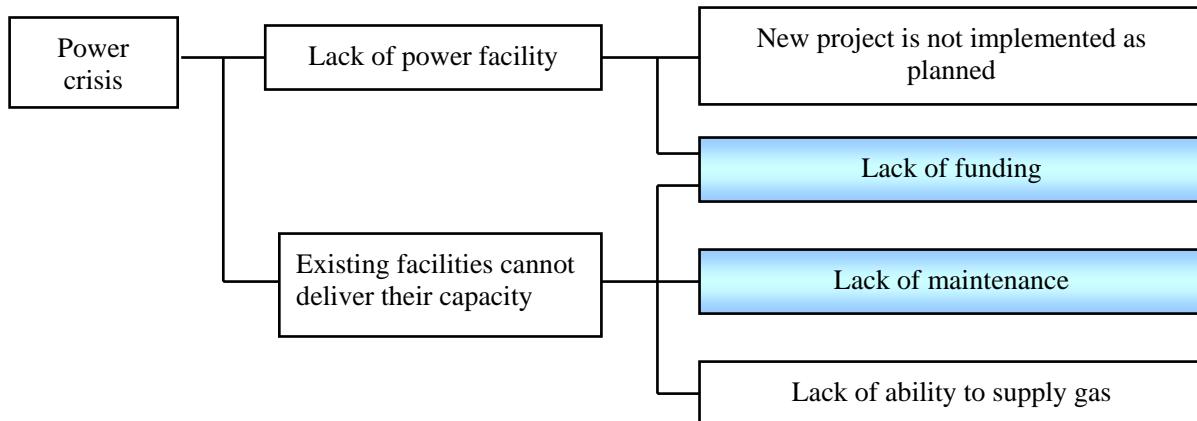 Power
crisis
Lack of power facility
New project is not implemented as
planned
Lack of funding
Existing facilities cannot
deliver their capacity
Lack of maintenance
Lack of ability to supply gas